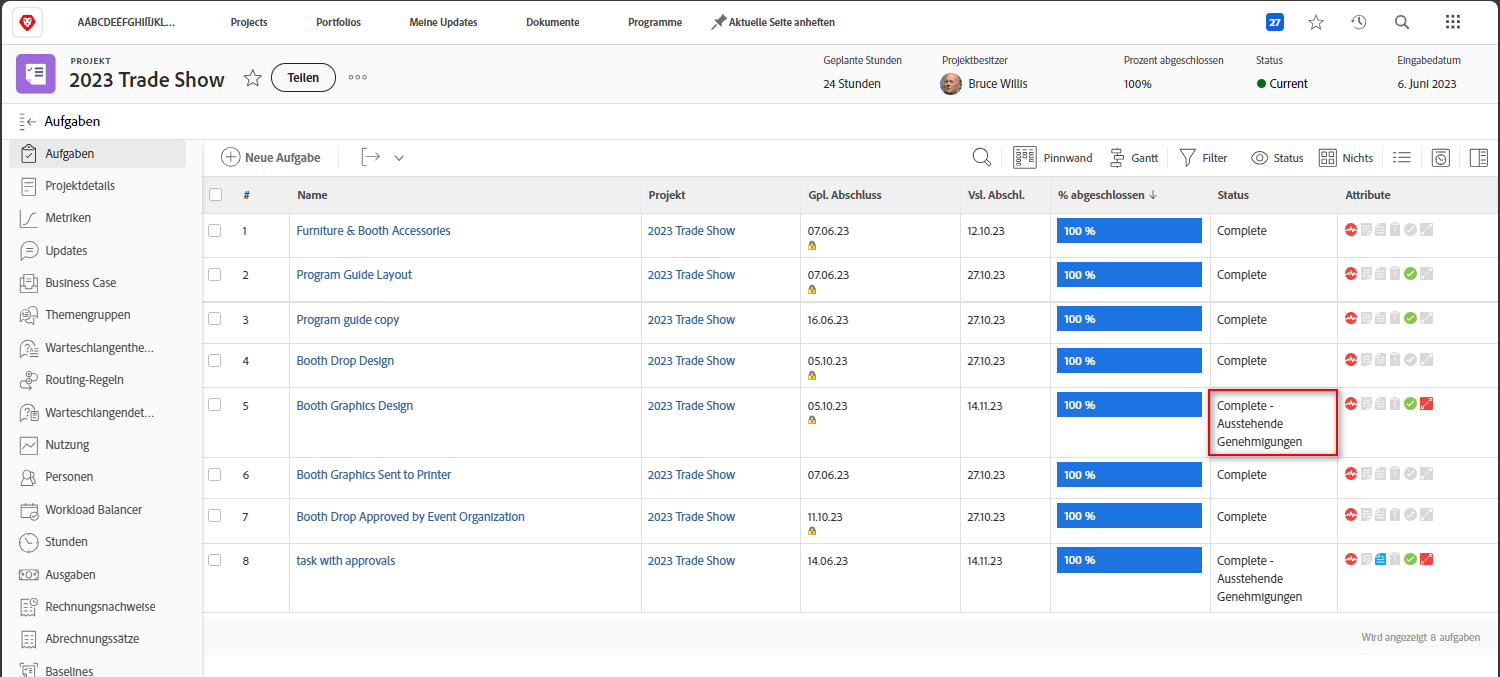 AÁBCDEÉFGHIÍĬJKL...
Projects
Portfolios
Meine Updates
Dokumente
Programme
Aktuelle Seite anheften
27
PROJEKT
2023 Trade Show
Teilen
Geplante Stunden
24 Stunden
Projektbesitzer
Bruce Willis
Prozent abgeschlossen
100%
Status
Current
Eingabedatum
6. Juni 2023
Aufgaben
Aufgaben
Projektdetails
Metriken
Updates
Business Case
Themengruppen
Warteschlangenthe...
Routing-Regeln
Warteschlangendet...
Nutzung
Personen
Workload Balancer
Stunden
Ausgaben
Rechnungsnachweise
Abrechnungssätze
Baselines
Neue Aufgabe
Pinnwand
Gantt
Filter
Status
Nichts
# Name Projekt Gpl. Abschluss Vsl. Abschl. % abgeschlossen Status Attribute
1 Furniture & Booth Accessories 2023 Trade Show 07.06.23 12.10.23 100 % Complete
2 Program Guide Layout 2023 Trade Show 07.06.23 27.10.23 100 % Complete
3 Program guide copy 2023 Trade Show 16.06.23 27.10.23 100 % Complete
4 Booth Drop Design 2023 Trade Show 05.10.23 27.10.23 100 % Complete
5 Booth Graphics Design 2023 Trade Show 05.10.23 14.11.23 100 % Complete -
Ausstehende
Genehmigungen
6 Booth Graphics Sent to Printer 2023 Trade Show 07.06.23 27.10.23 100 % Complete
7 Booth Drop Approved by Event Organization 2023 Trade Show 11.10.23 27.10.23 100 % Complete
8 task with approvals 2023 Trade Show 14.06.23 14.11.23 100 % Complete -
Ausstehende
Genehmigungen
Wird angezeigt 8 aufgaben